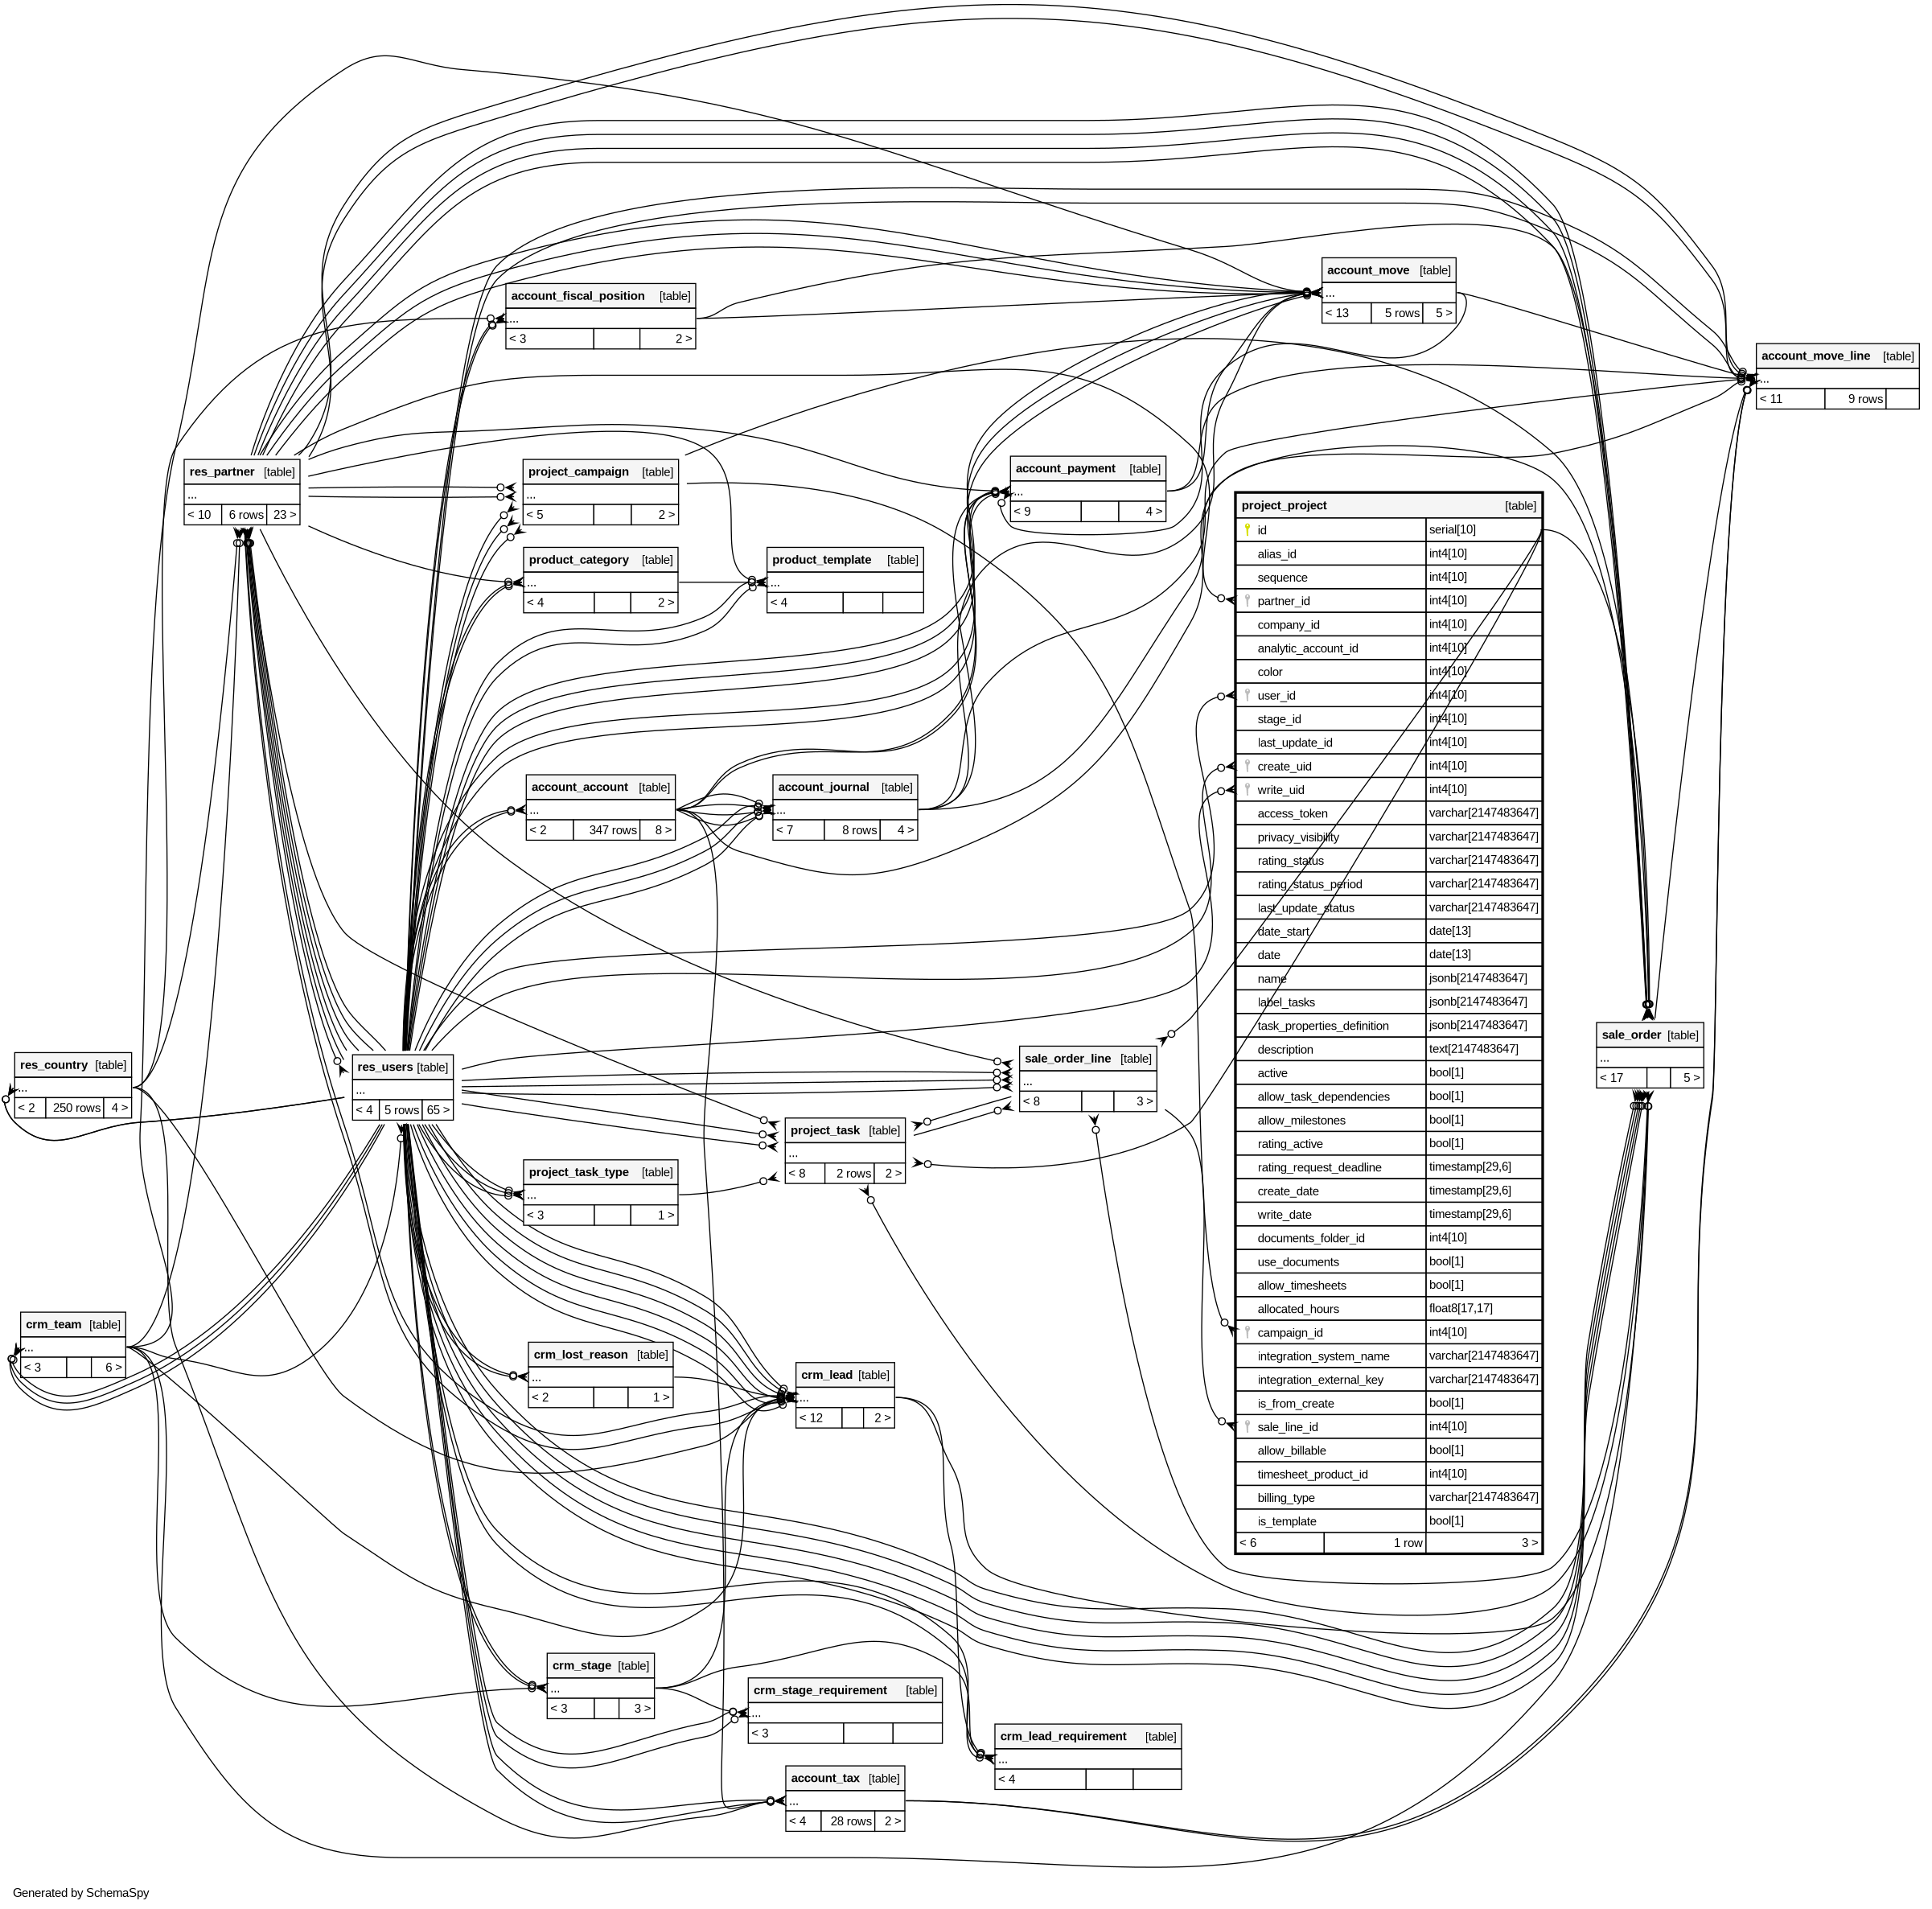 account_move [table]
...
< 13 5 rows 5 >
account_fiscal_position [table]
...
< 3 2 >
account_move_line [table]
...
< 11 9 rows
res_partner [table]
...
< 10 6 rows 23 >
project_campaign [table]
...
< 5 2 >
account_payment [table]
...
< 9 4 >
product_category [table]
...
< 4 2 >
product_template [table]
...
< 4
project_project [table]
id serial[10]
alias_id int4[10]
sequence int4[10]
partner_id int4[10]
company_id int4[10]
analytic_account_id int4[10]
color int4[10]
user_id int4[10]
stage_id int4[10]
last_update_id int4[10]
create_uid int4[10]
write_uid int4[10]
access_token varchar[2147483647]
privacy_visibility varchar[2147483647]
rating_status varchar[2147483647]
rating_status_period varchar[2147483647]
last_update_status varchar[2147483647]
date_start date[13]
date date[13]
name jsonb[2147483647]
label_tasks jsonb[2147483647]
task_properties_definition jsonb[2147483647]
description text[2147483647]
active bool[1]
allow_task_dependencies bool[1]
allow_milestones bool[1]
rating_active bool[1]
rating_request_deadline timestamp[29,6]
create_date timestamp[29,6]
write_date timestamp[29,6]
documents_folder_id int4[10]
use_documents bool[1]
allow_timesheets bool[1]
allocated_hours float8[17,17]
campaign_id int4[10]
integration_system_name varchar[2147483647]
integration_external_key varchar[2147483647]
is_from_create bool[1]
sale_line_id int4[10]
allow_billable bool[1]
timesheet_product_id int4[10]
billing_type varchar[2147483647]
is_template bool[1]
< 6 1 row 3 >
account_account [table]
...
< 2 347 rows 8 >
account_journal [table]
...
< 7 8 rows 4 >
sale_order [table]
...
< 17 5 >
res_country [table]
...
< 2 250 rows 4 >
res_users [table]
...
< 4 5 rows 65 >
sale_order_line [table]
...
< 8 3 >
project_task [table]
...
< 8 2 rows 2 >
project_task_type [table]
...
< 3 1 >
crm_team [table]
...
< 3 6 >
crm_lost_reason [table]
...
< 2 1 >
crm_lead [table]
...
< 12 2 >
crm_stage [table]
...
< 3 3 >
crm_stage_requirement [table]
...
< 3
crm_lead_requirement [table]
...
< 4
account_tax [table]
...
< 4 28 rows 2 >
Generated by SchemaSpy